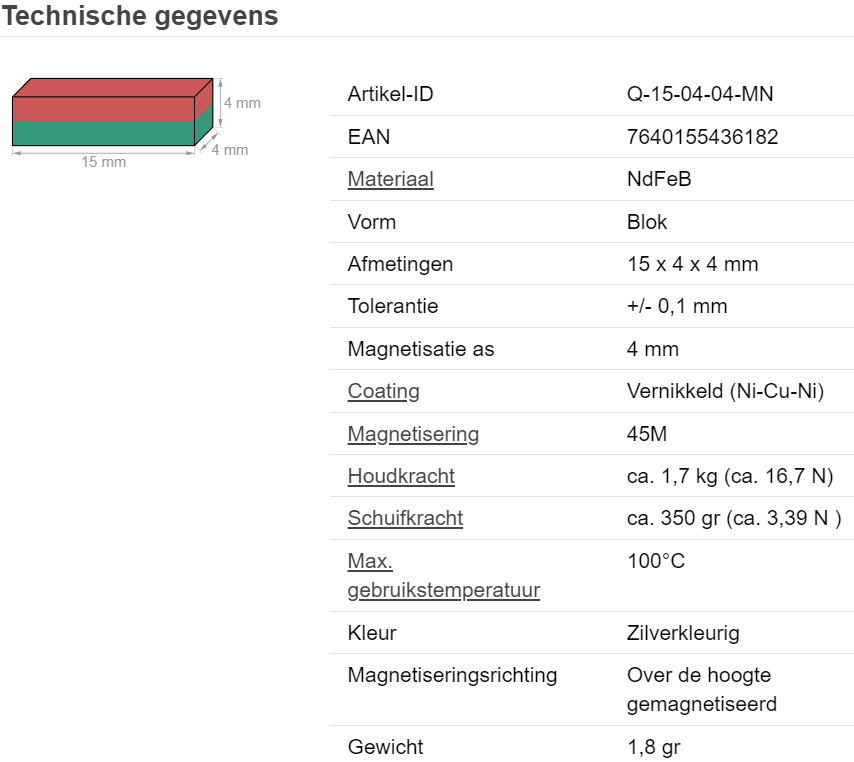 Technische gegevens
4 mm
4 mm
15 mm
Artikel-ID Q-15-04-04-MN
EAN 7640155436182
Materiaal NdFeB
Vorm Blok
Afmetingen 15 x 4 x 4 mm
Tolerantie +/- 0,1 mm
Magnetisatie as 4 mm
Coating Vernikkeld (Ni-Cu-Ni)
Magnetisering 45M
Houdkracht ca. 1,7 kg (ca. 16,7 N)
Schuifkracht ca. 350 gr (ca. 3,39 N )
Max. 100°C
gebruikstemperatuur
Kleur Zilverkleurig
Magnetiseringsrichting Over de hoogte
gemagnetiseerd
Gewicht 1,8 gr